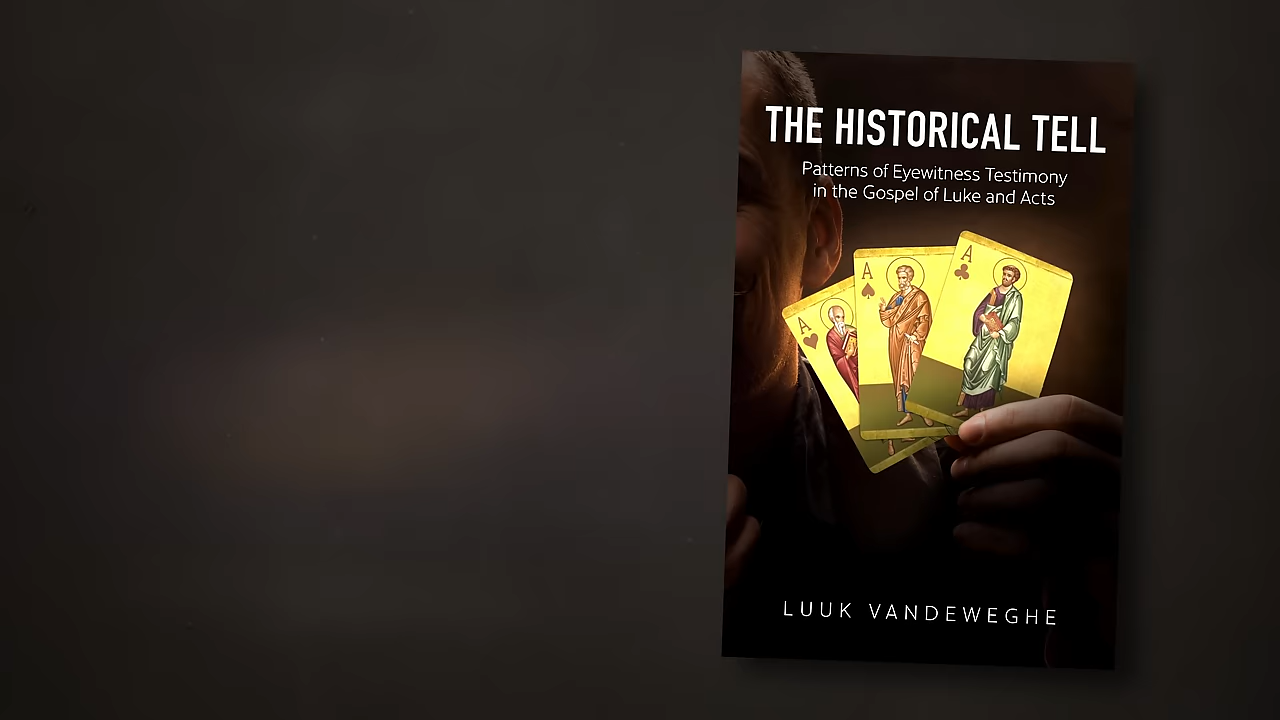 THE HISTORICAL TELL
Patterns of Eyewitness Testimony
in the Gospel of Luke and Acts
A
A
A
LUUK VANDEWEGHE